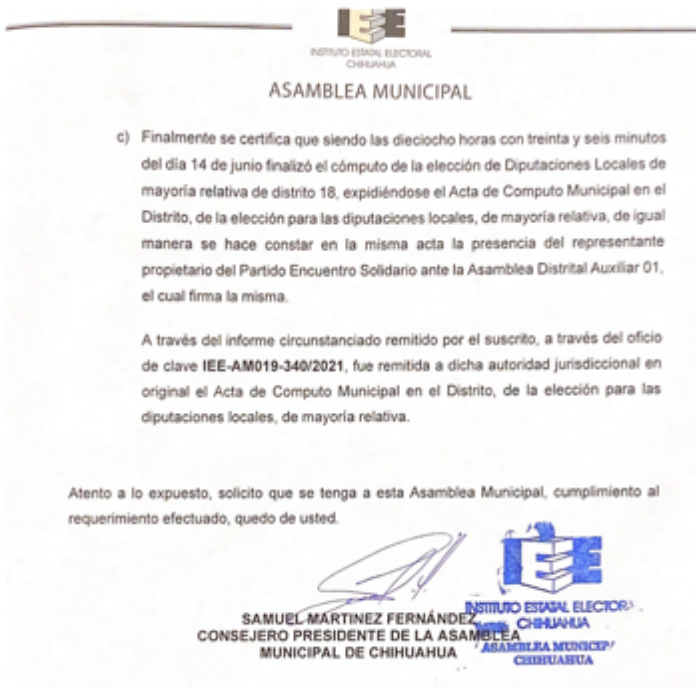 IEE
INSTITUTO ESTATAL ELECTORAL
CHIHUAHUA
ASAMBLEA MUNICIPAL
c) Finalmente se certifica que siendo las dieciocho horas con treinta y seis minutos
del día 14 de junio finalizó el cómputo de la elección de Diputaciones Locales de
mayoría relativa de distrito 18, expidiéndose el Acta de Computo Municipal en el
Distrito, de la elección para las diputaciones locales, de mayoría relativa, de igual
manera se hace constar en la misma acta la presencia del representante
propietario del Partido Encuentro Solidario ante la Asamblea Distrital Auxiliar 01,
el cual firma la misma.
A través del informe circunstanciado remitido por el suscrito, a través del oficio
de clave IEE-AM019-340/2021, fue remitida a dicha autoridad jurisdiccional en
original el Acta de Computo Municipal en el Distrito, de la elección para las
diputaciones locales, de mayoría relativa.
Atento a lo expuesto, solicito que se tenga a esta Asamblea Municipal, cumplimiento al
requerimiento efectuado, quedo de usted.
IEE
INSTITUTO ESTATAL ELECTOR
CHIHUAHUA
ASAMBLEA MUNICIP
CHIHUAHUA
SAMUEL MARTINEZ FERNÁNDEZ
CONSEJERO PRESIDENTE DE LA ASAMBLEA
MUNICIPAL DE CHIHUAHUA